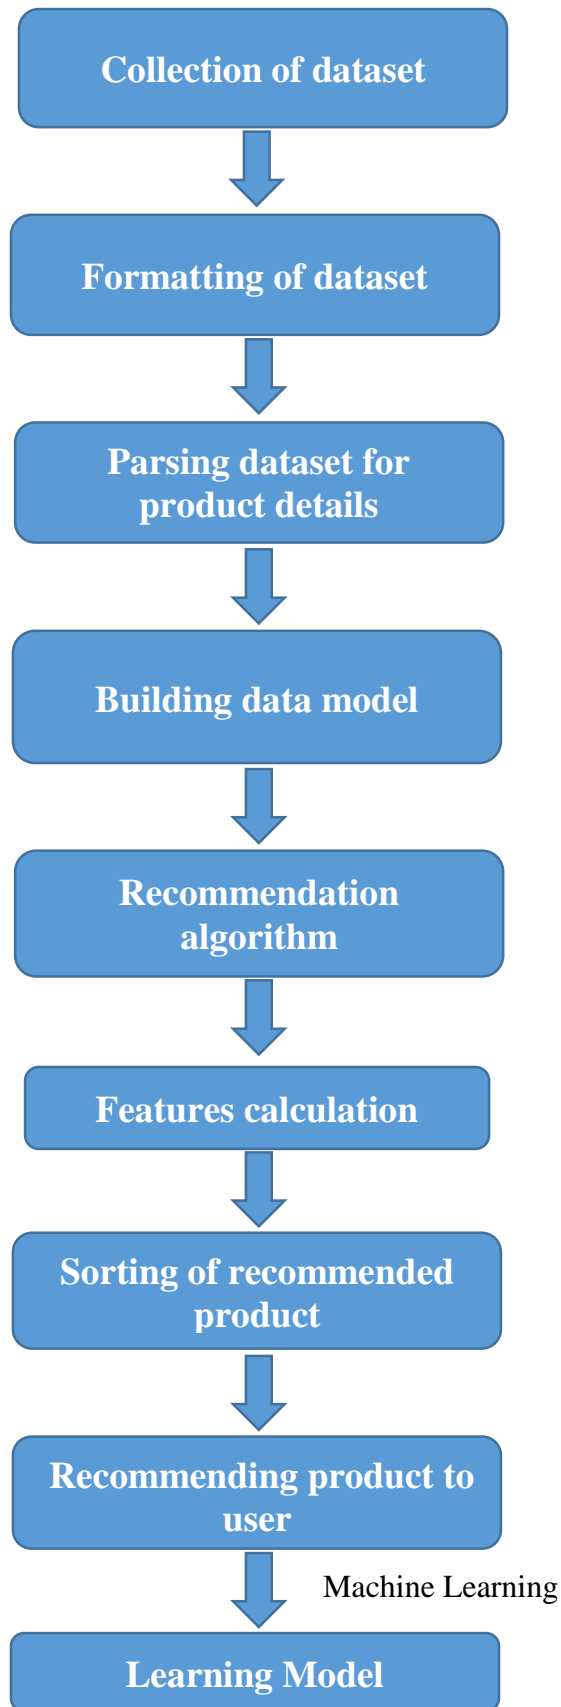 Collection of dataset
Formatting of dataset
Parsing dataset for
product details
Building data model
Recommendation
algorithm
Features calculation
Sorting of recommended
product
Recommending product to
user
Machine Learning
Learning Model